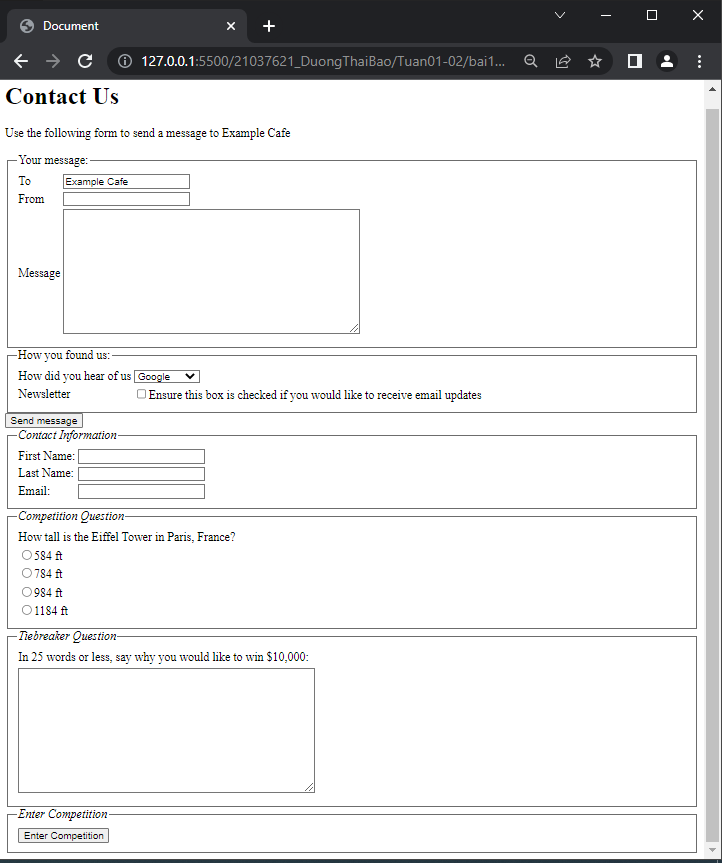 Document
127.0.0.1:5500/21037621_DuongThaiBao/Tuan01-02/bai1...
Contact Us
Use the following form to send a message to Example Cafe
Your message:
To Example Cafe
From
Message
How you found us:
How did you hear of us Google
Newsletter Ensure this box is checked if you would like to receive email updates
Send message
Contact Information
First Name:
Last Name:
Email:
Competition Question
How tall is the Eiffel Tower in Paris, France?
584 ft
784 ft
984 ft
1184 ft
Tiebreaker Question
In 25 words or less, say why you would like to win $10,000:
Enter Competition
Enter Competition